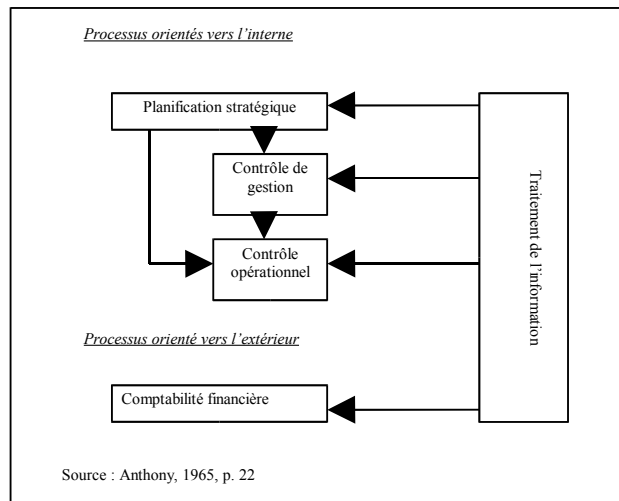 Processus orientés vers l'interne
Planification stratégique
Contrôle de
gestion
Contrôle
opérationnel
Traitement de l'information
Processus orienté vers l'extérieur
Comptabilité financière
Source : Anthony, 1965, p. 22